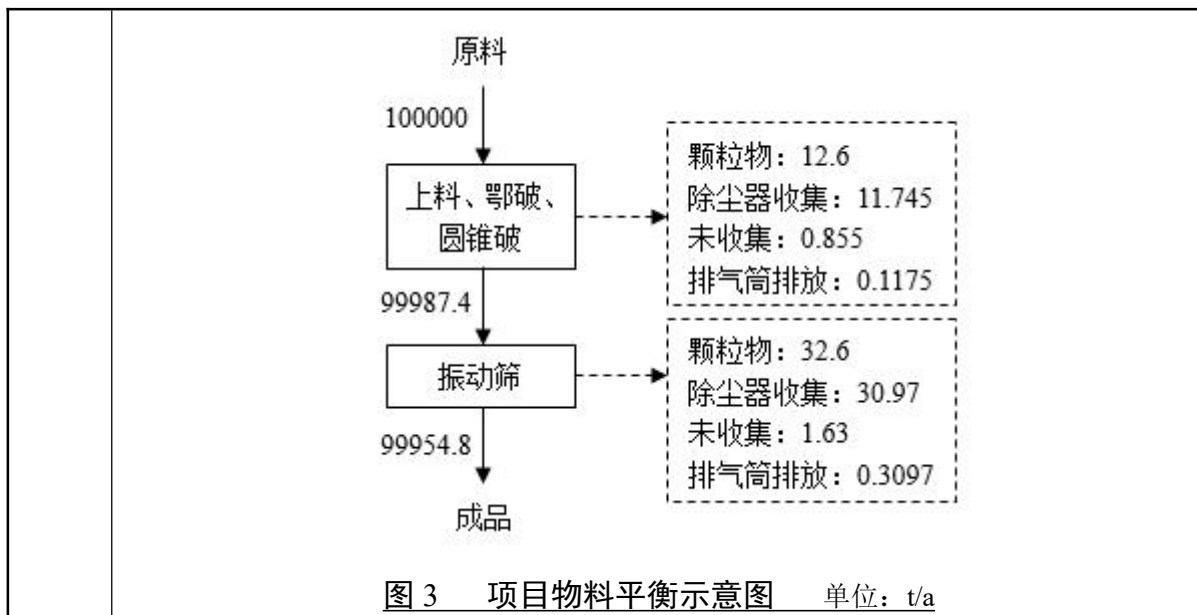 原料
100000
上料、鄂破、
圆锥破
颗粒物：12.6
除尘器收集：11.745
未收集：0.855
排气筒排放：0.1175
99987.4
振动筛
颗粒物：32.6
除尘器收集：30.97
未收集：1.63
排气筒排放：0.3097
99954.8
成品
图 3 项目物料平衡示意图 单位：t/a